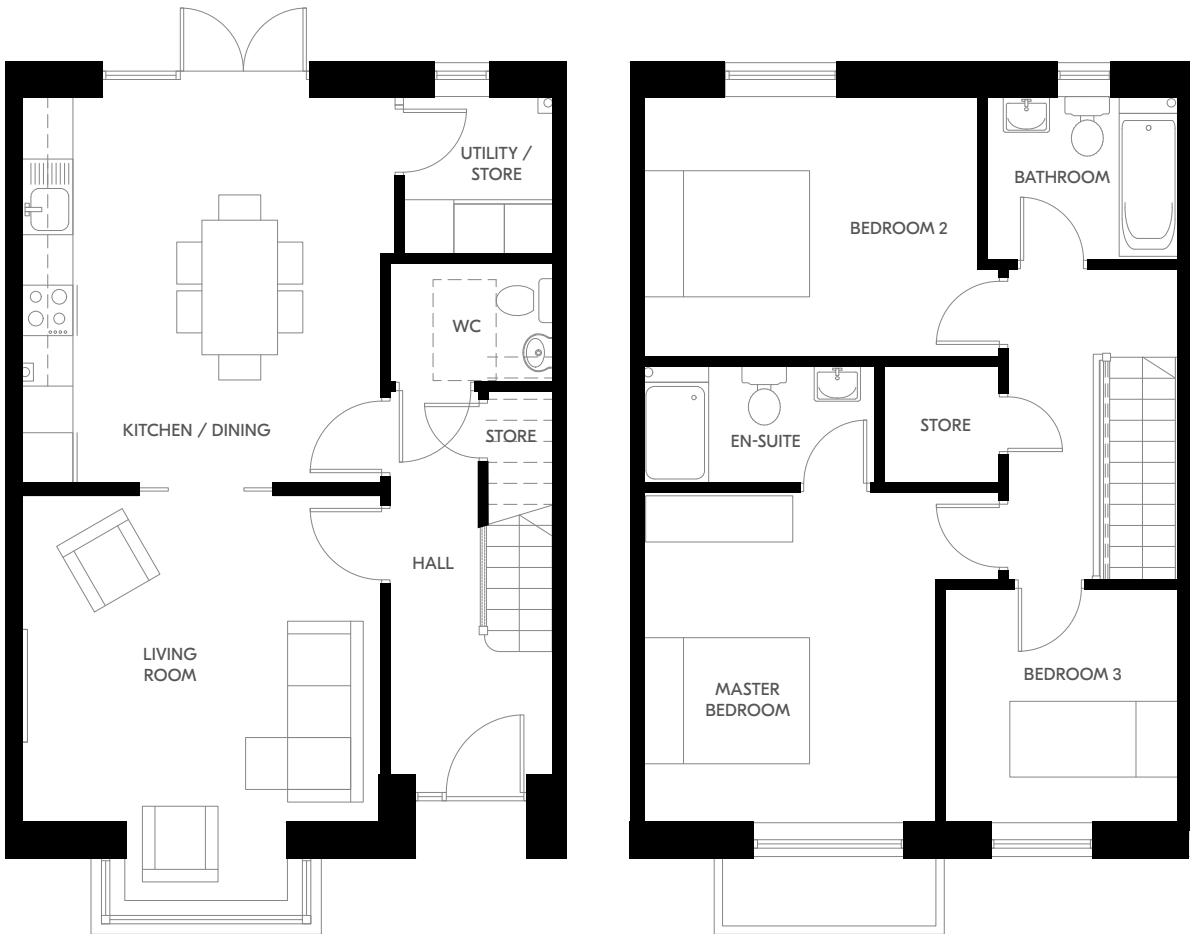 UTILITY /
STORE
WC
KITCHEN / DINING
STORE
HALL
LIVING
ROOM
BATHROOM
BEDROOM 2
EN-SUITE
STORE
MASTER
BEDROOM
BEDROOM 3